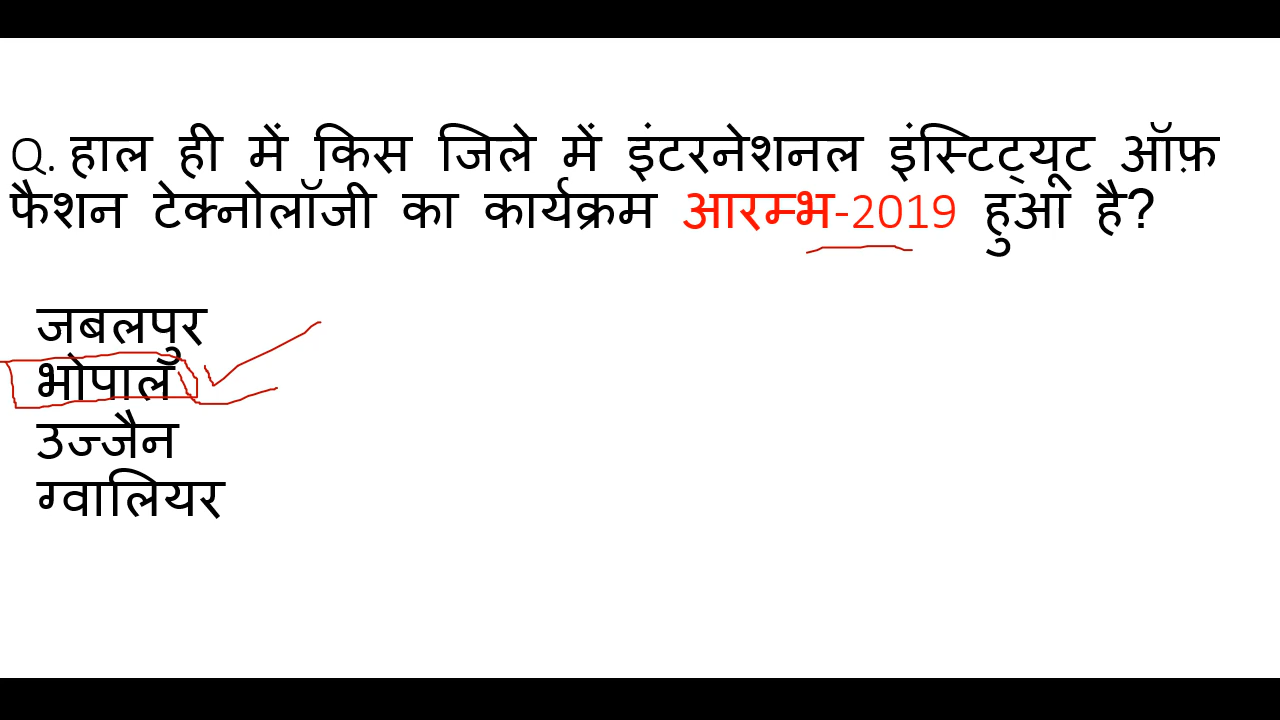 Q. हाल ही में किस जिले में इंटरनेशनल इंस्टिट्यूट ऑफ़
फैशन टेक्नोलॉजी का कार्यक्रम आरम्भ-2019 हुआ है?
जबलपुर
भोपाल
उज्जैन
ग्वालियर